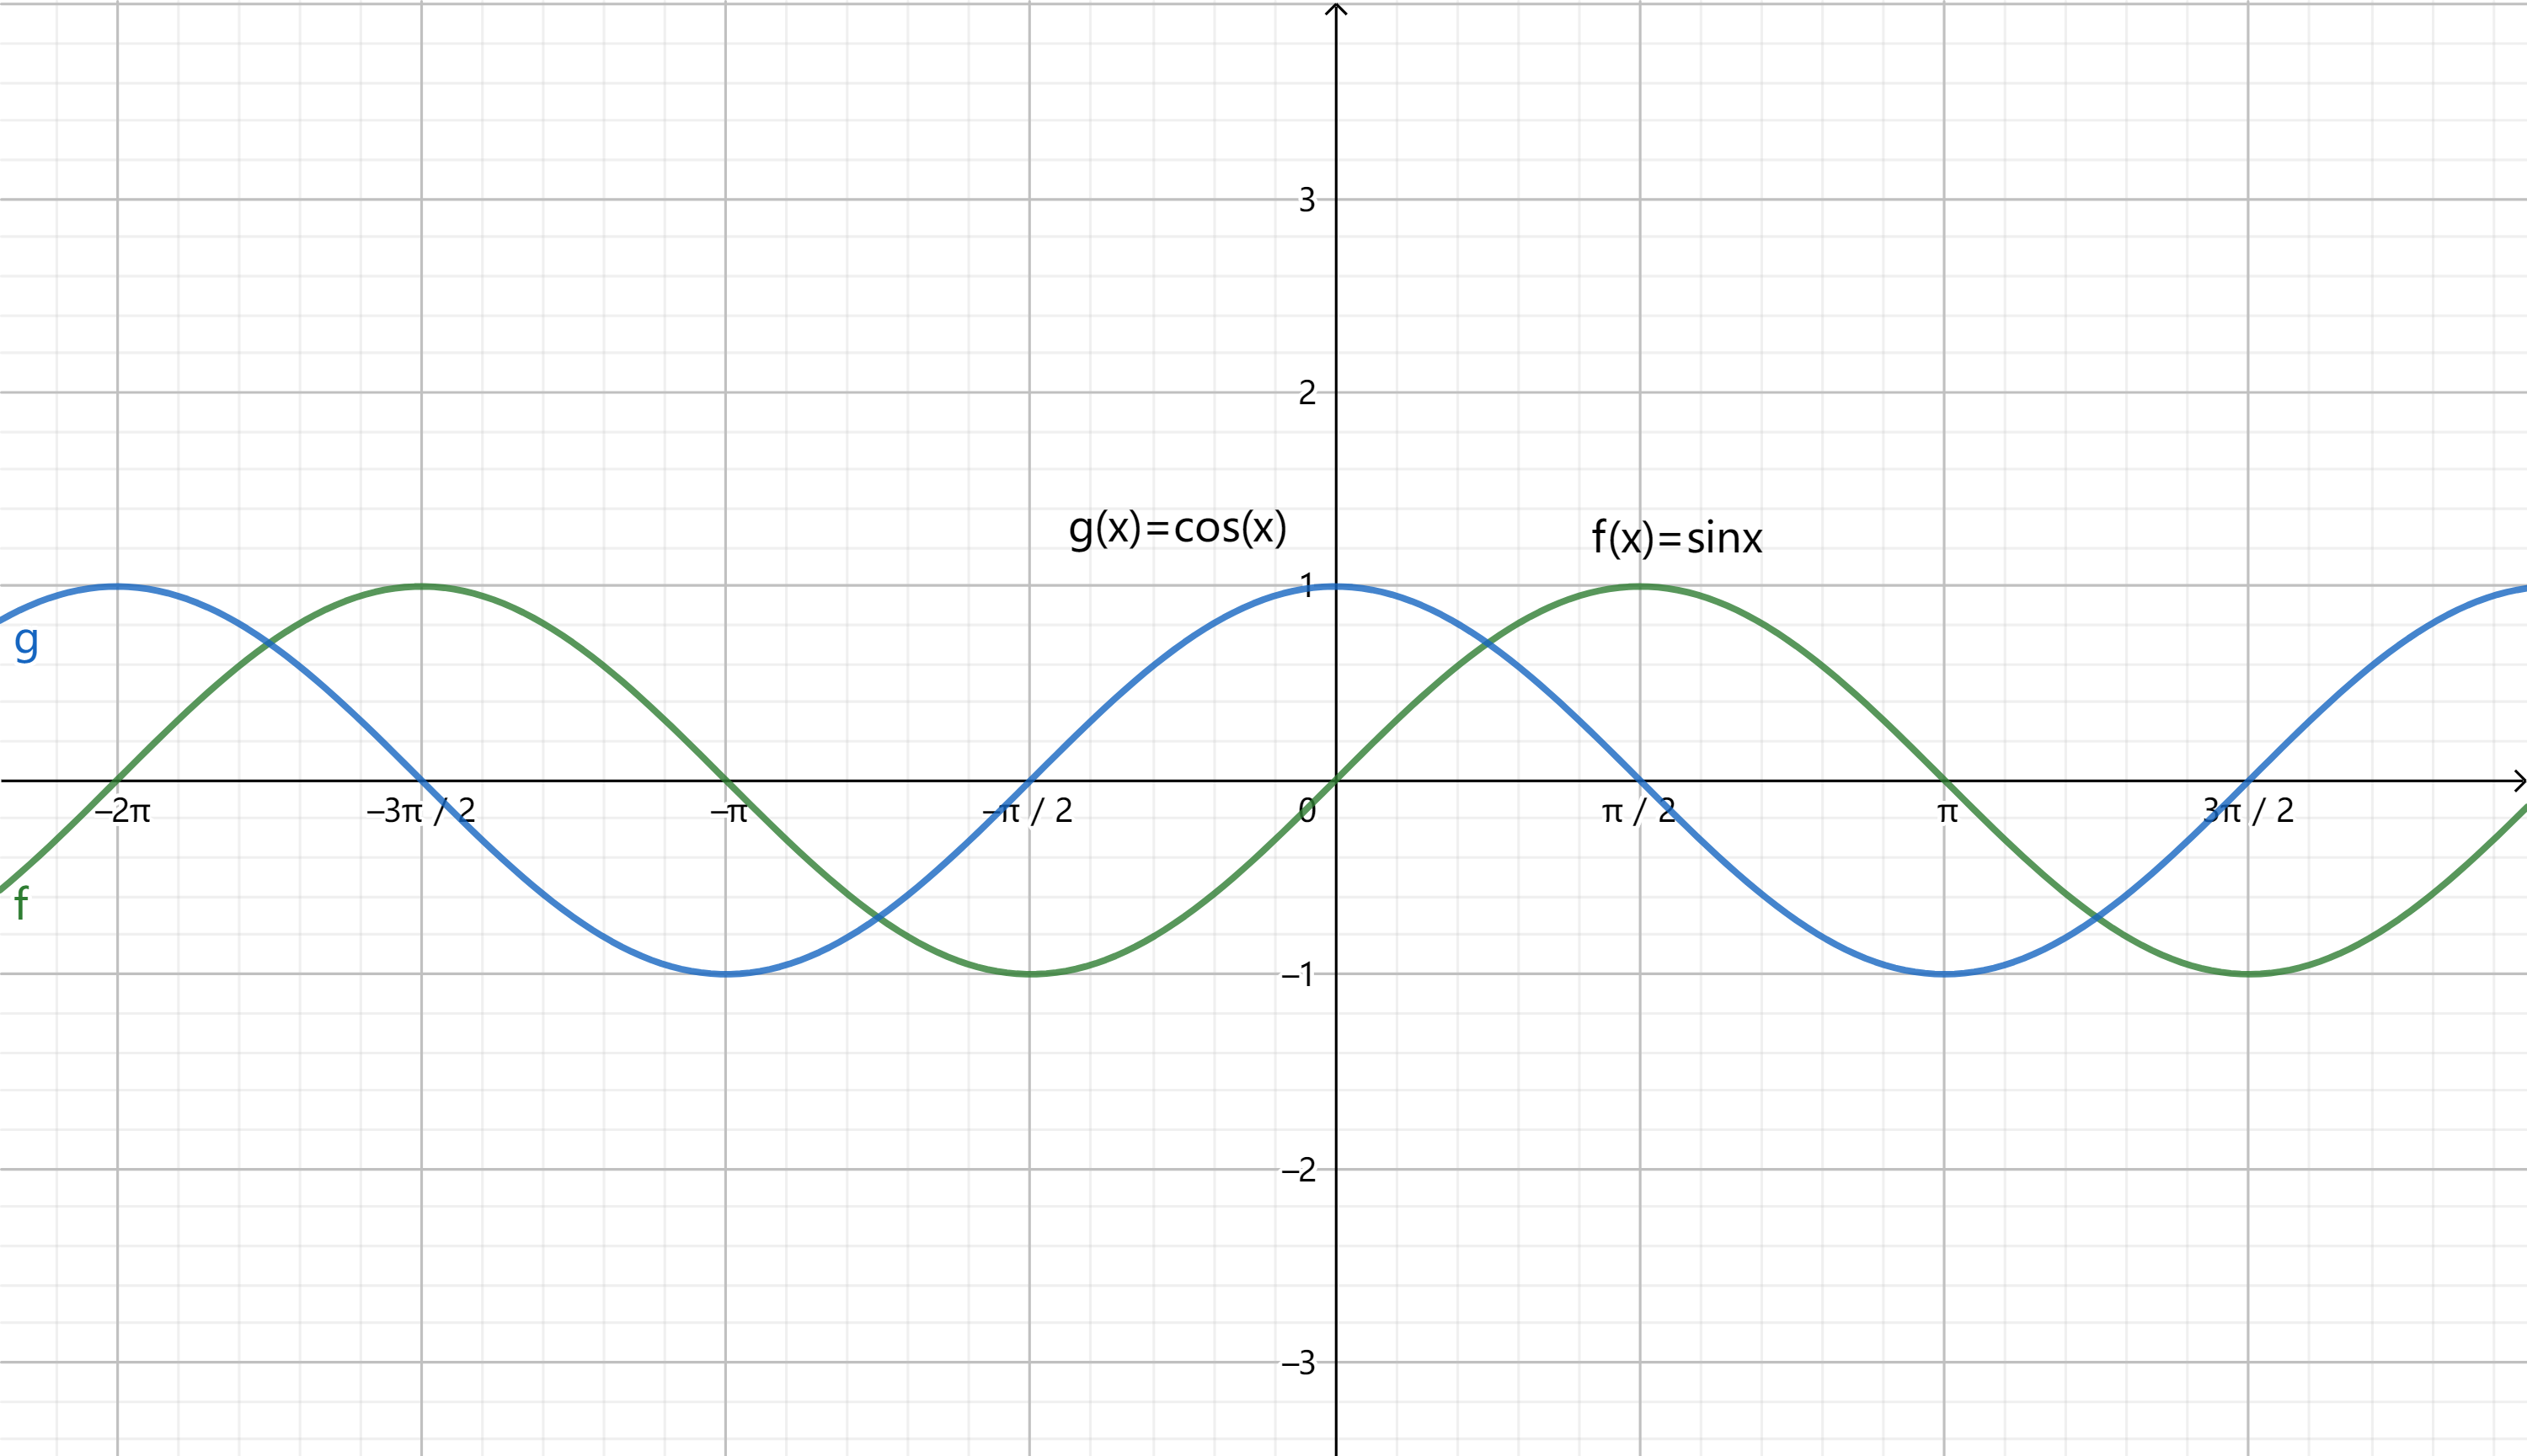 3
2
g(x)=cos(x)
f(x)=sinx
1
g
–2π
–3π / 2
–π
–π / 2
0
π / 2
π
3π / 2
f
–1
–2
–3